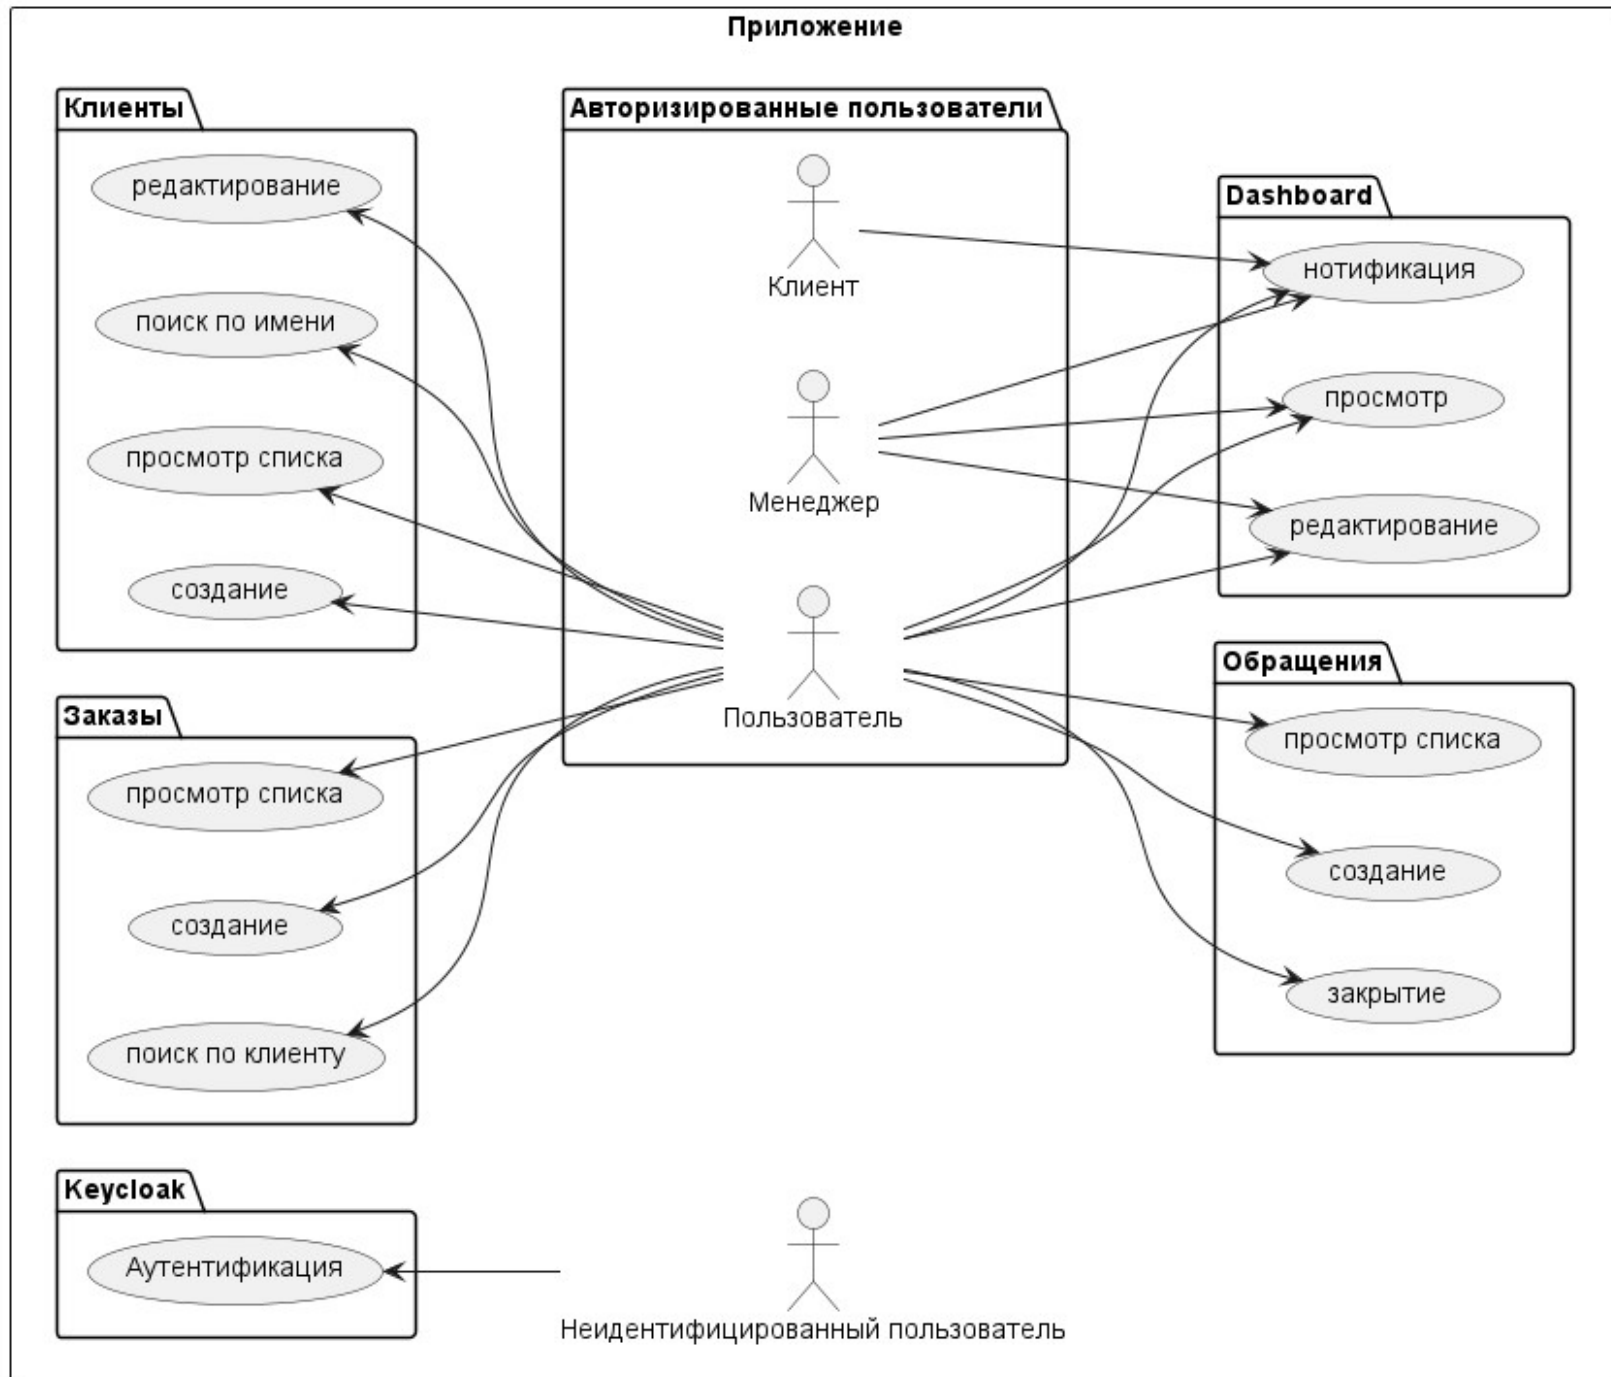 Приложение
Клиенты
редактирование
поиск по имени
просмотр списка
создание
Авторизированные пользователи
Клиент
Менеджер
Пользователь
Dashboard
нотификация
просмотр
редактирование
Обращения
просмотр списка
создание
закрытие
Заказы
просмотр списка
создание
поиск по клиенту
Keycloak
Аутентификация
Неидентифицированный пользователь